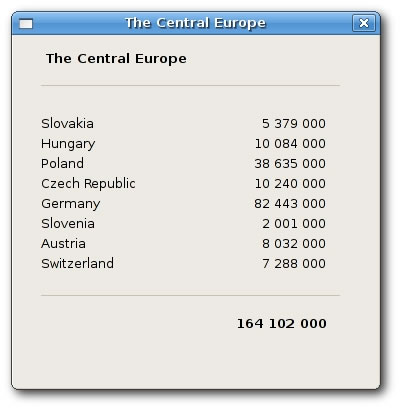 The Central Europe
The Central Europe
Slovakia 5 379 000
Hungary 10 084 000
Poland 38 635 000
Czech Republic 10 240 000
Germany 82 443 000
Slovenia 2 001 000
Austria 8 032 000
Switzerland 7 288 000
164 102 000